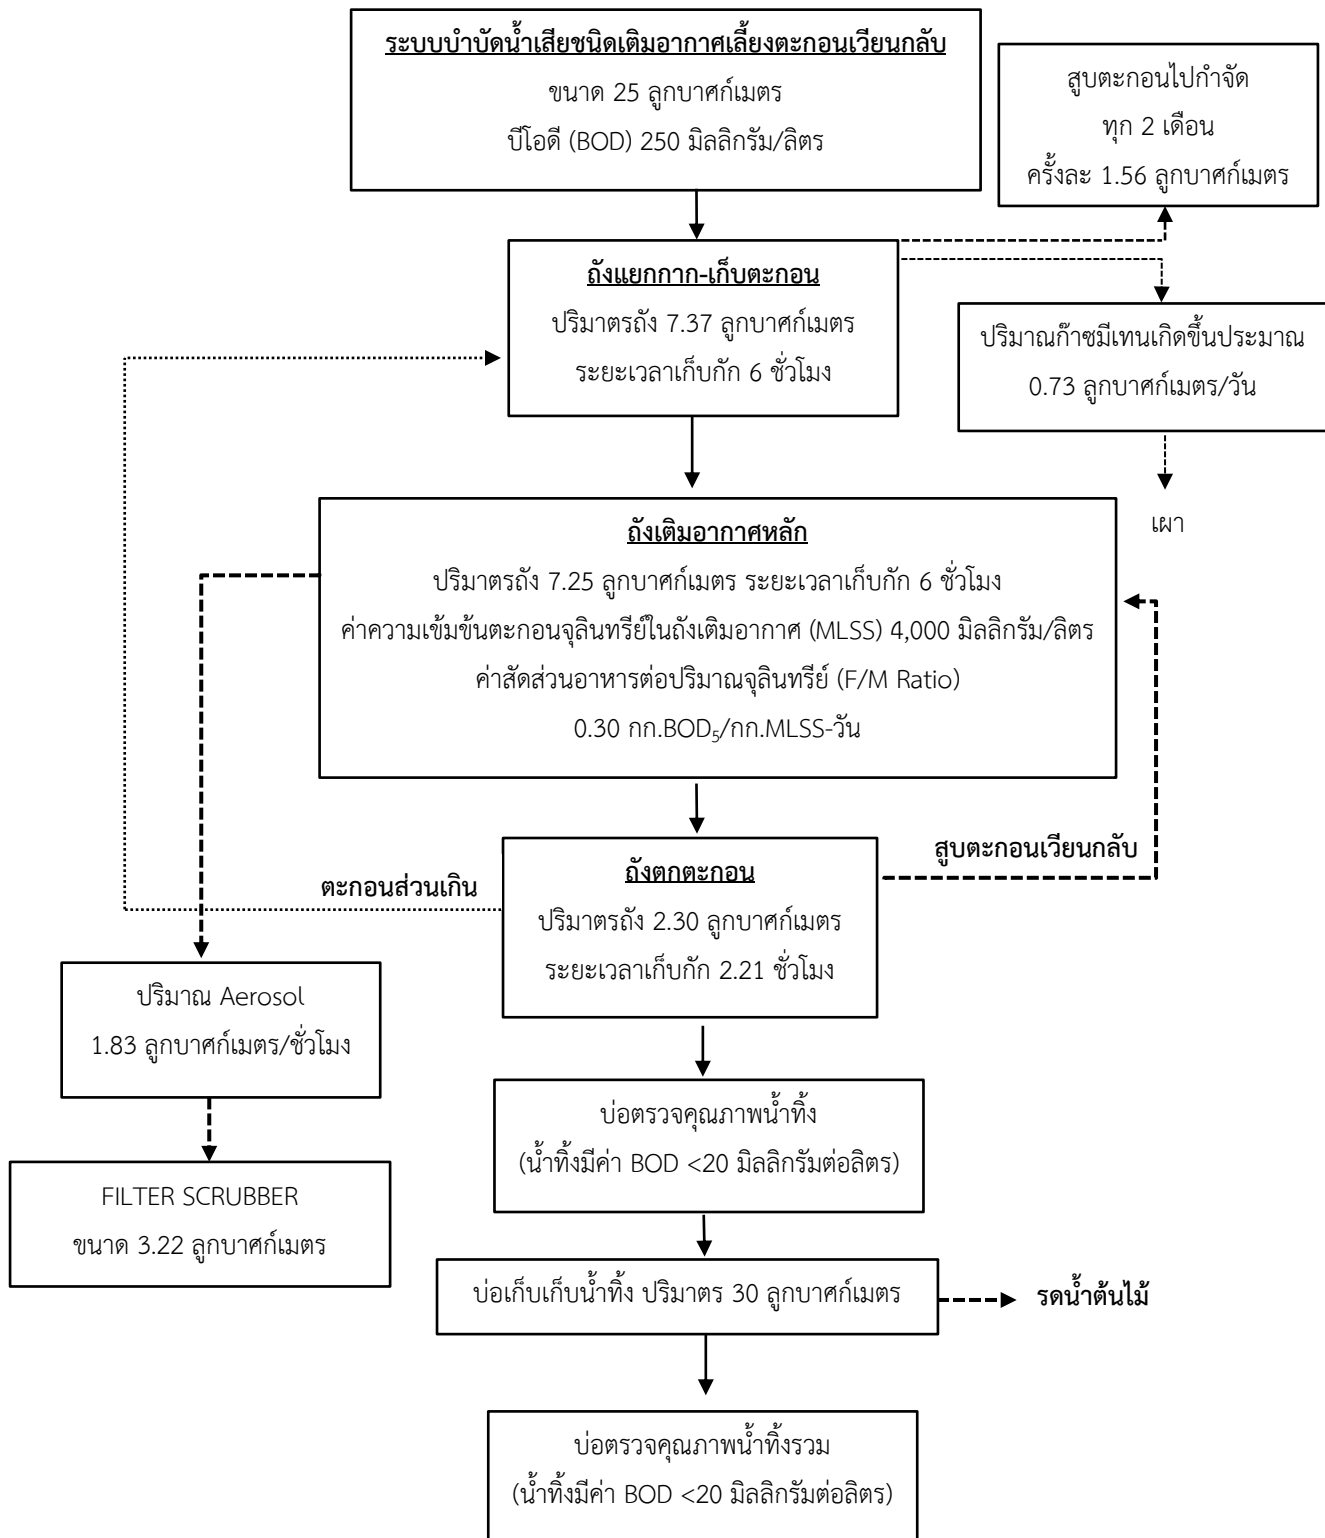 ระบบบำบัดน้ำเสียชนิดเติมอากาศเลี้ยงตะกอนเวียนกลับ
ขนาด 25 ลูกบาศก์เมตร
บีโอดี (BOD) 250 มิลลิกรัม/ลิตร
สูบตะกอนไปกำจัด
ทุก 2 เดือน
ครั้งละ 1.56 ลูกบาศก์เมตร
ถังแยกกาก-เก็บตะกอน
ปริมาตรถัง 7.37 ลูกบาศก์เมตร
ระยะเวลาเก็บกัก 6 ชั่วโมง
ปริมาณก๊าซมีเทนเกิดขึ้นประมาณ
0.73 ลูกบาศก์เมตร/วัน
เผา
ถังเติมอากาศหลัก
ปริมาตรถัง 7.25 ลูกบาศก์เมตร ระยะเวลาเก็บกัก 6 ชั่วโมง
ค่าความเข้มข้นตะกอนจุลินทรีย์ในถังเติมอากาศ (MLSS) 4,000 มิลลิกรัม/ลิตร
ค่าสัดส่วนอาหารต่อปริมาณจุลินทรีย์ (F/M Ratio)
0.30 กก.BOD₅/กก.MLSS-วัน
สูบตะกอนเวียนกลับ
ตะกอนส่วนเกิน
ถังตกตะกอน
ปริมาตรถัง 2.30 ลูกบาศก์เมตร
ระยะเวลาเก็บกัก 2.21 ชั่วโมง
ปริมาณ Aerosol
1.83 ลูกบาศก์เมตร/ชั่วโมง
บ่อตรวจคุณภาพน้ำทิ้ง
(น้ำทิ้งมีค่า BOD <20 มิลลิกรัมต่อลิตร)
FILTER SCRUBBER
ขนาด 3.22 ลูกบาศก์เมตร
บ่อเก็บเก็บน้ำทิ้ง ปริมาตร 30 ลูกบาศก์เมตร
รดน้ำต้นไม้
บ่อตรวจคุณภาพน้ำทิ้งรวม
(น้ำทิ้งมีค่า BOD <20 มิลลิกรัมต่อลิตร)